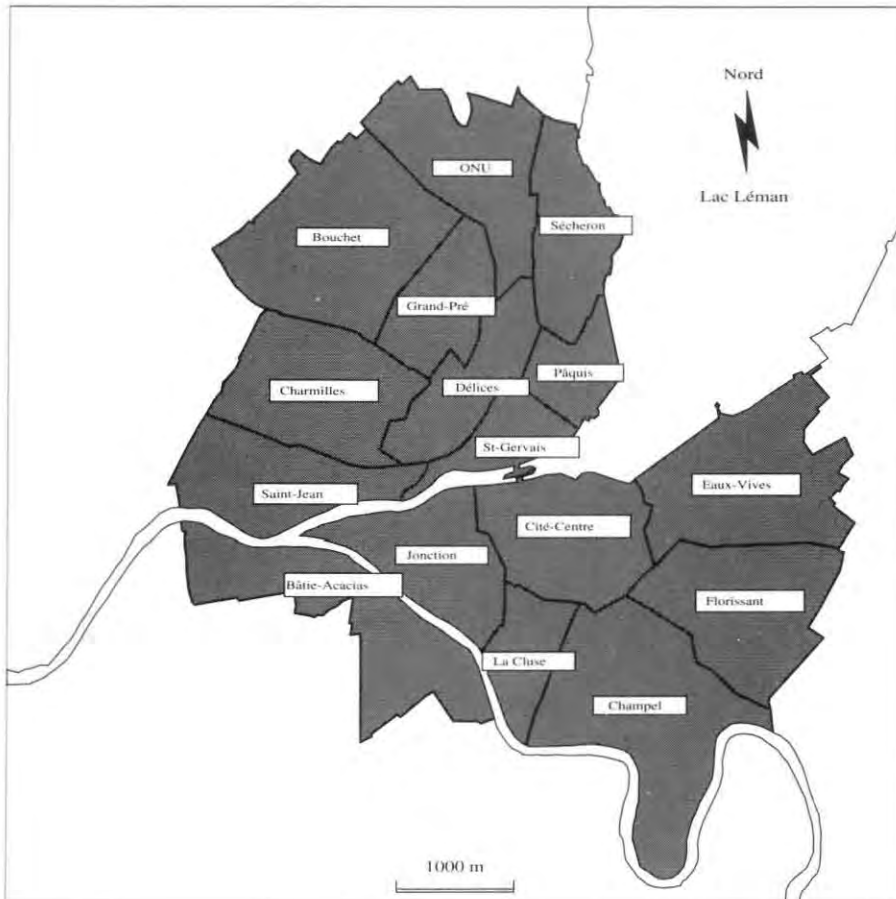 Nord
Lac Léman
ONU
Sécheron
Bouchet
Grand-Pré
Pâquis
Charmilles
Délices
St-Gervais
Eaux-Vives
Saint-Jean
Cité-Centre
Jonction
Bâtie-Acacias
Florissant
La Cluse
Champel
1000 m